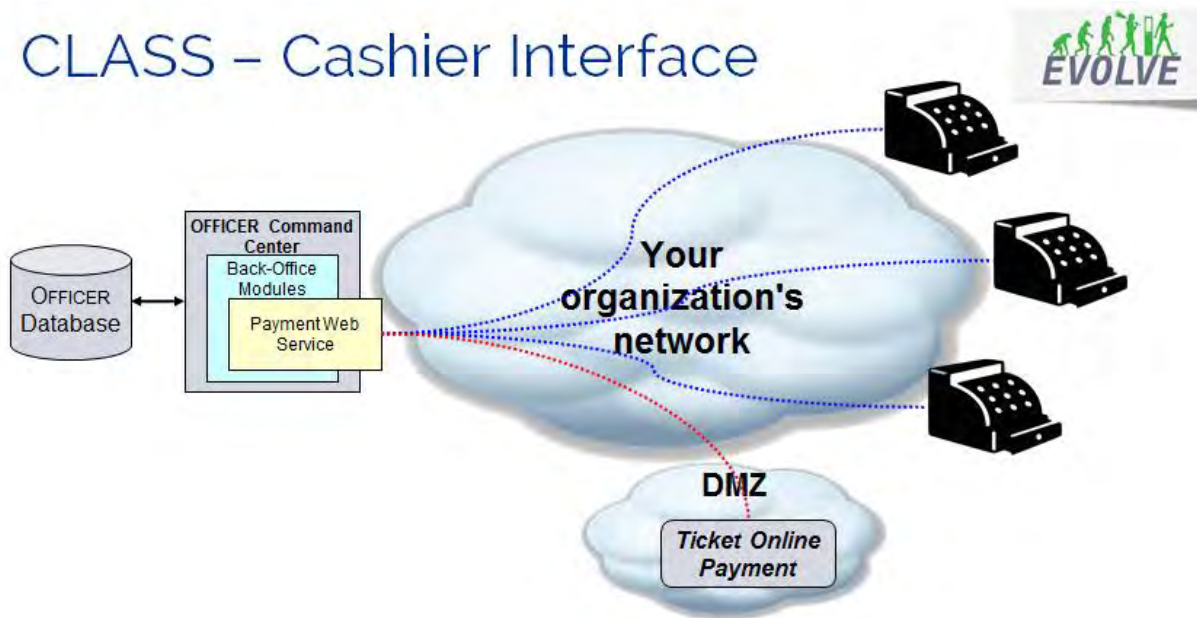 CLASS – Cashier Interface
EVOLVE
OFFICER Command
Center
Back-Office
Modules
Payment Web
Service
OFFICER
Database
Your
organization's
network
DMZ
Ticket Online
Payment